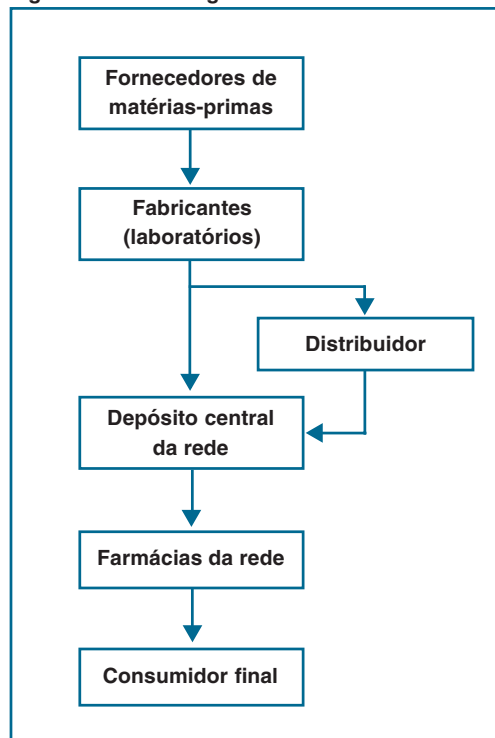 Fornecedores de
matérias-primas
Fabricantes
(laboratórios)
Distribuidor
Depósito central
da rede
Farmácias da rede
Consumidor final